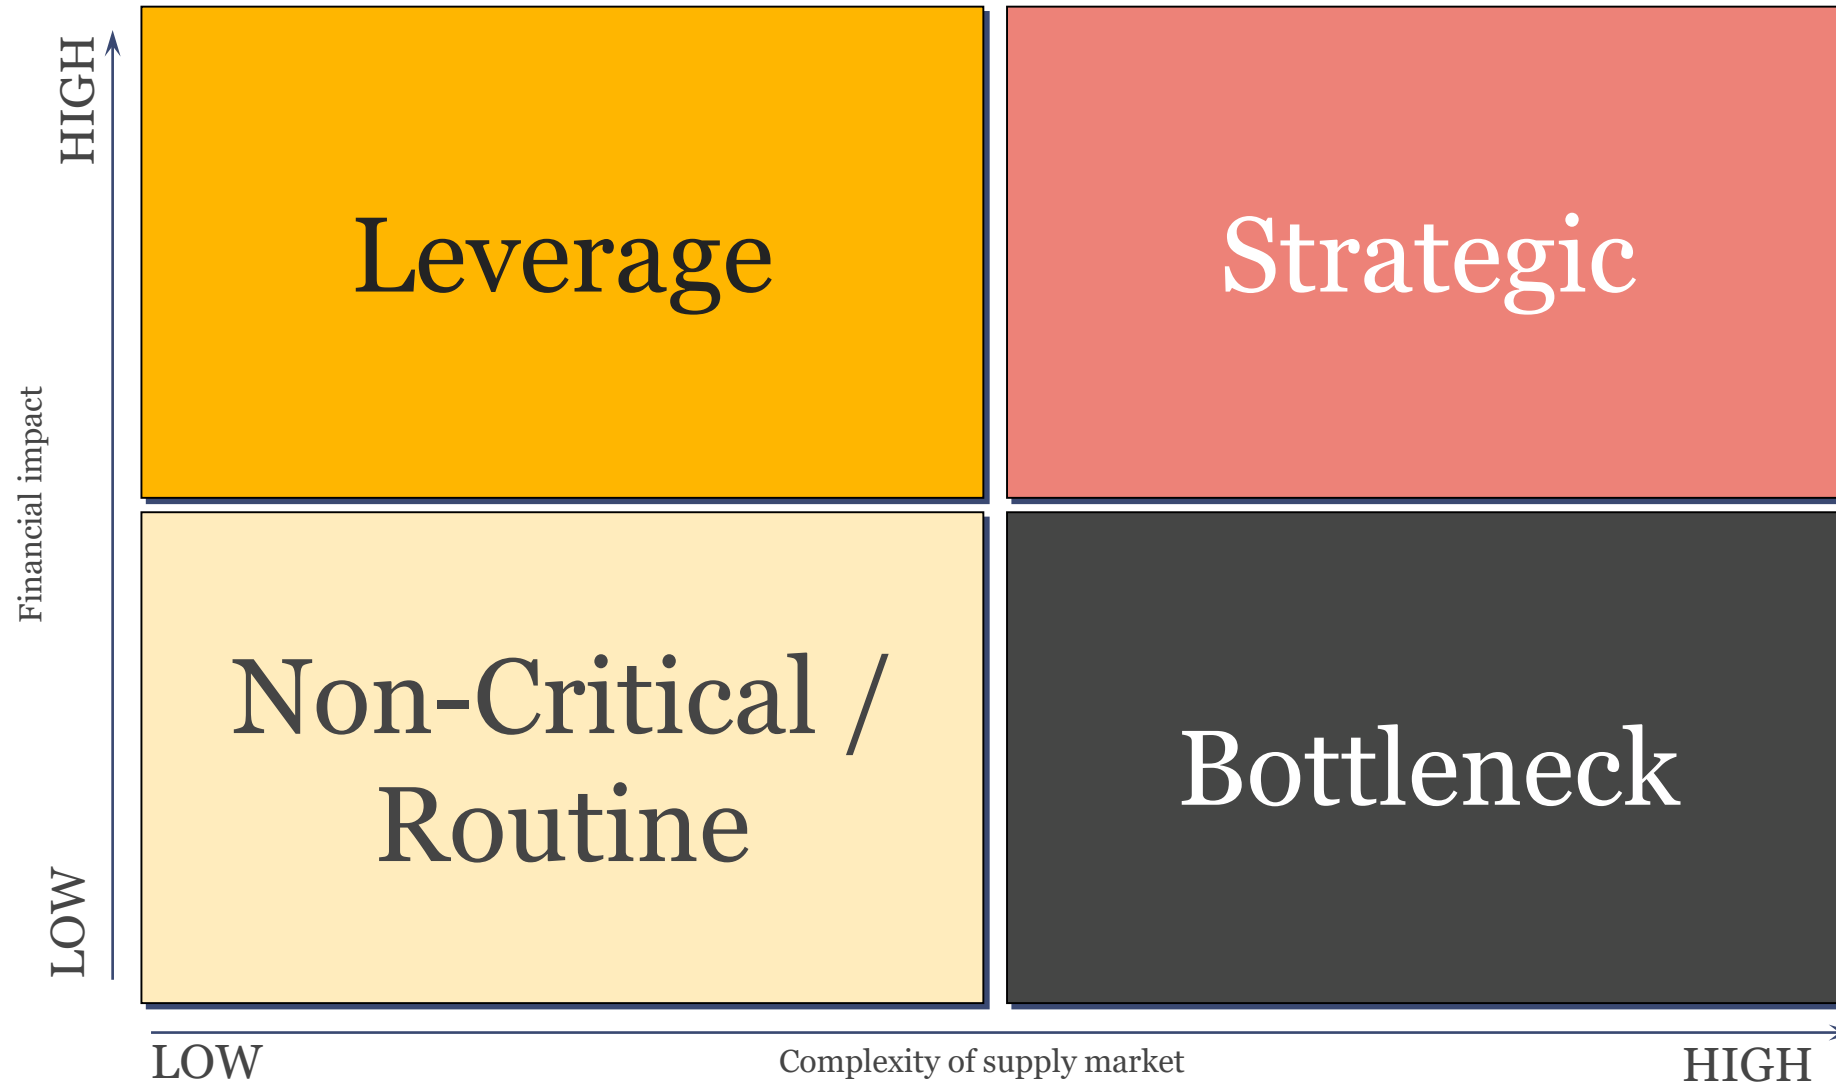 HIGH
Leverage
Strategic
Financial impact
Non-Critical /
Routine
Bottleneck
LOW
LOW
Complexity of supply market
HIGH